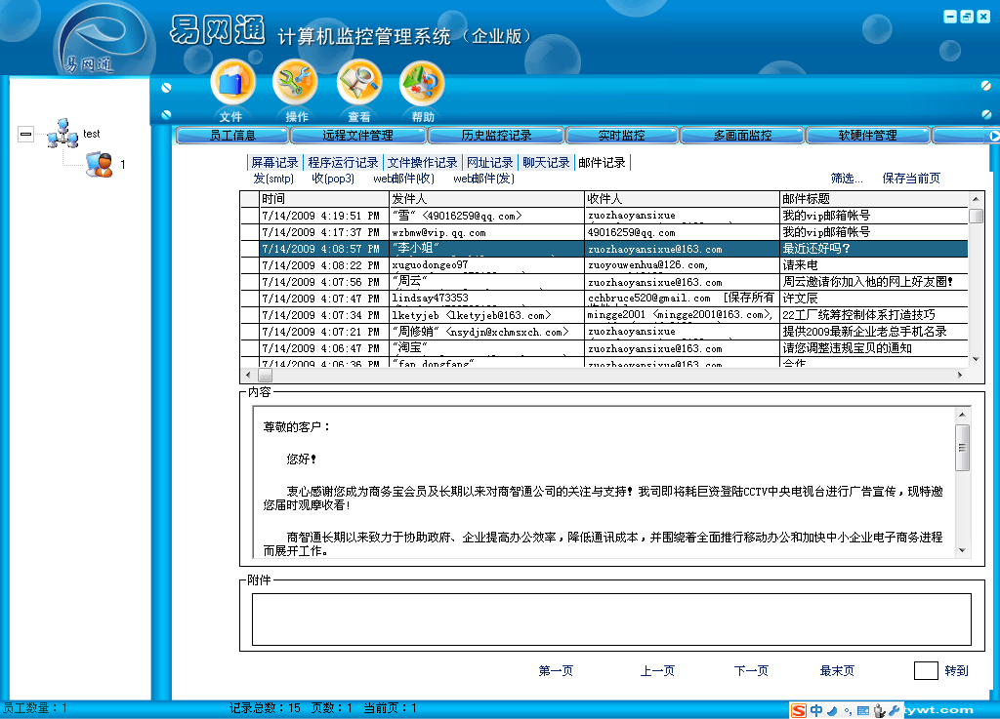 易网通
易网通 计算机监控管理系统（企业版）
文件 操作 查看 帮助
员工信息 远程文件管理 历史监控记录 实时监控 多画面监控 软硬件管理
test
1
屏幕记录 程序运行记录 文件操作记录 网址记录 聊天记录 邮件记录
发(smtp) 收(pop3) web邮件(收) web邮件(发) 筛选... 保存当前页
时间 发件人 收件人 邮件标题
7/14/2009 4:19:51 PM "雪" <49016259@qq.com> zuozhaoyansixue 我的vip邮箱帐号
7/14/2009 4:17:37 PM wzbmw@vip.qq.com 49016259@qq.com 我的vip邮箱帐号
7/14/2009 4:08:57 PM "李小姐" zuozhaoyansixue@163.com 最近还好吗？
7/14/2009 4:08:22 PM xuguodongeo97 zuoyouwenhua@126.com, 请来电
7/14/2009 4:07:56 PM "周云" zuozhaoyansixue@163.com 周云邀请你加入他的网上好友圈！
7/14/2009 4:07:47 PM lindsay473353 cchbruce520@gmail.com [保存所有 许文辰
7/14/2009 4:07:34 PM lketyjeb <lketyjeb@163.com> mingge2001 <mingge2001@163.com>, 22工厂统筹控制体系打造技巧
7/14/2009 4:07:21 PM "周修蛸" <nsydjn@xchmsxch.com> zuozhaoyansixue 提供2009最新企业老总手机名录
7/14/2009 4:06:47 PM "淘宝" zuozhaoyansixue@163.com 请您调整违规宝贝的通知
7/14/2009 4:06:36 PM "fan dongfang" zuozhaoyansixue@163.com 合作
内容
尊敬的客户：
您好！
衷心感谢您成为商务宝会员及长期以来对商智通公司的关注与支持！我司即将耗巨资登陆CCTV中央电视台进行广告宣传，现特邀
您届时观摩收看！
商智通长期以来致力于协助政府、企业提高办公效率，降低通讯成本，并围绕着全面推行移动办公和加快中小企业电子商务进程
而展开工作。
附件
第一页 上一页 下一页 最末页 转到
员工数量：1 记录总数：15 页数：1 当前页：1
中 tywt.com